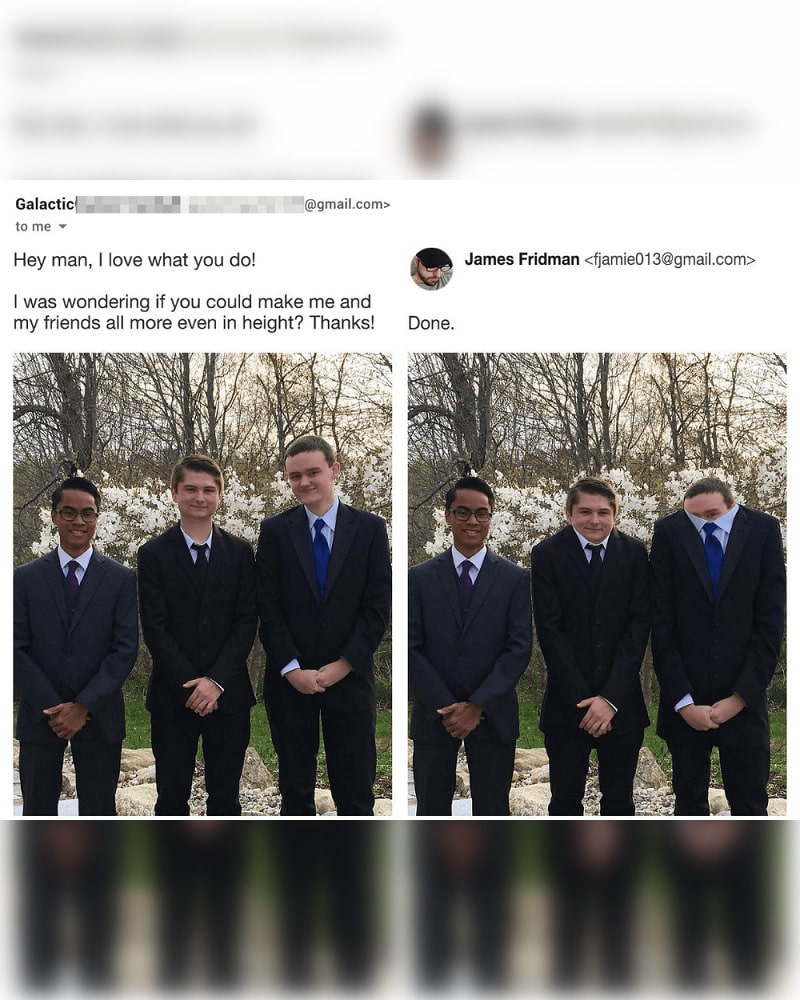 Galactic @gmail.com>
to me
Hey man, I love what you do!
I was wondering if you could make me and
my friends all more even in height? Thanks!
James Fridman <fjamie013@gmail.com>
Done.